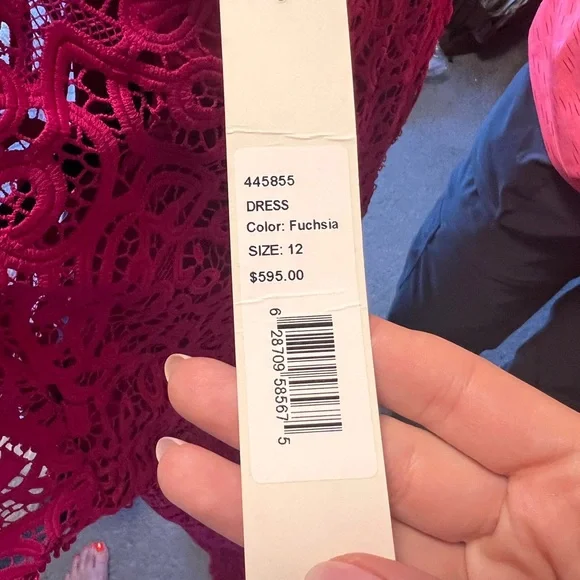 445855
DRESS
Color: Fuchsia
SIZE: 12
$595.00
6 28709 58567 5